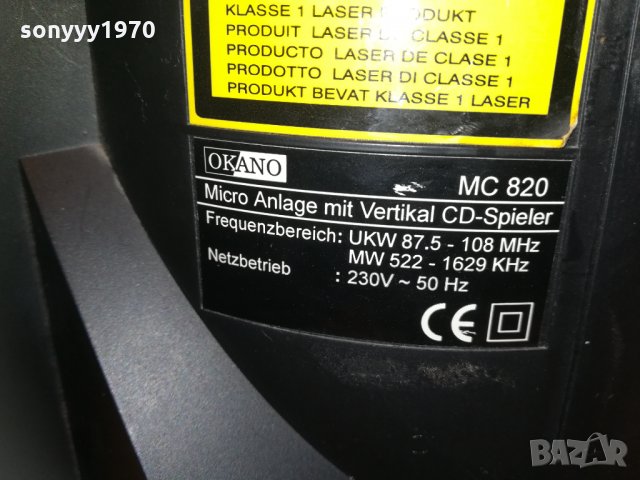 sonyyy1970
KLASSE 1 LASER PRODUKT
PRODUIT LASER DE CLASSE 1
PRODUCTO LASER DE CLASE 1
PRODOTTO LASER DI CLASSE 1
PRODUKT BEVAT KLASSE 1 LASER
OKANO MC 820
Micro Anlage mit Vertikal CD-Spieler
Frequenzbereich: UKW 87.5 - 108 MHz
MW 522 - 1629 KHz
Netzbetrieb : 230V ~ 50 Hz
CE
BAZAR